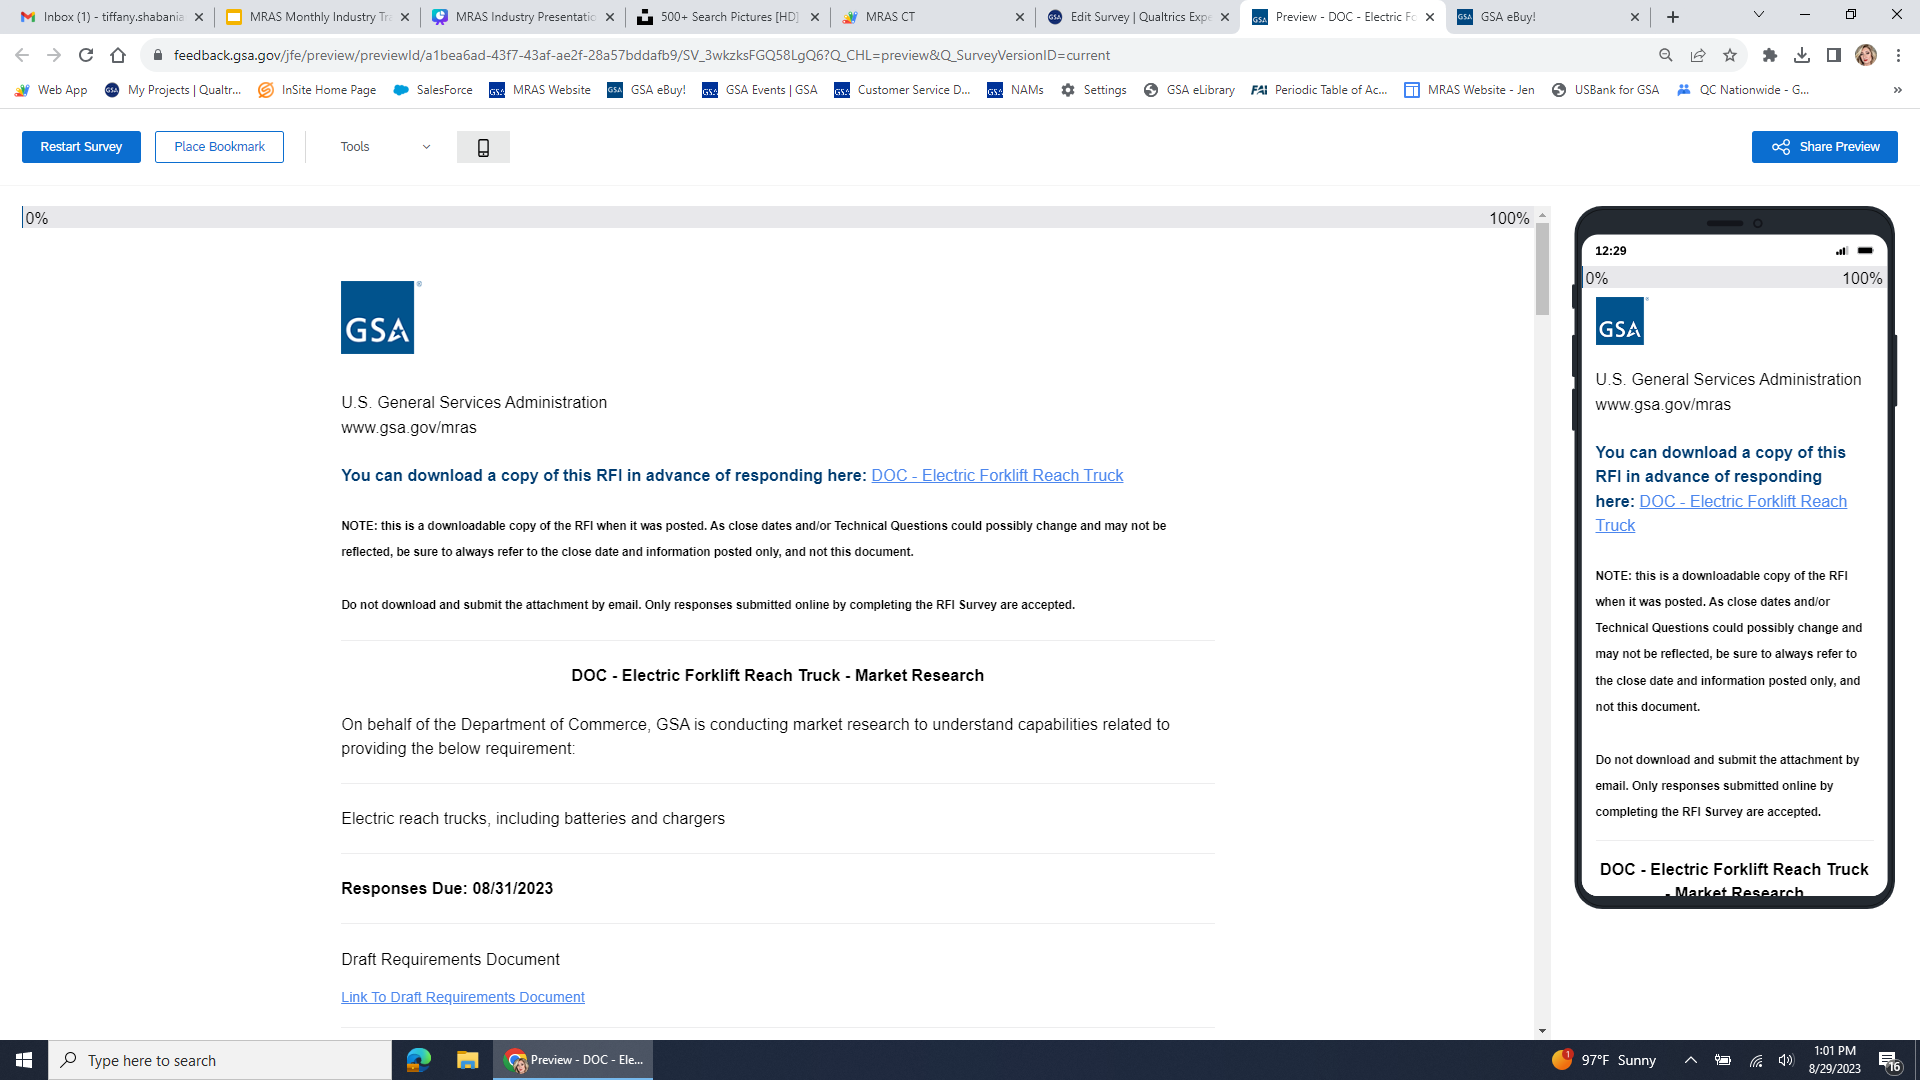 Inbox (1) - tiffany.shabania
MRAS Monthly Industry Tra
MRAS Industry Presentatio
500+ Search Pictures [HD]
MRAS CT
Edit Survey | Qualtrics Expe
Preview - DOC - Electric Fo
GSA eBuy!
feedback.gsa.gov/jfe/preview/previewId/a1bea6ad-43f7-43af-ae2f-28a57bddafb9/SV_3wkzksFGQ58LgQ6?Q_CHL=preview&Q_SurveyVersionID=current
Web App
My Projects | Qualtr...
InSite Home Page
SalesForce
MRAS Website
GSA eBuy!
GSA Events | GSA
Customer Service D...
NAMs
Settings
GSA eLibrary
Periodic Table of Ac...
MRAS Website - Jen
USBank for GSA
QC Nationwide - G...
Restart Survey
Place Bookmark
Tools
Share Preview
0%
100%
GSA
U.S. General Services Administration
www.gsa.gov/mras
You can download a copy of this RFI in advance of responding here: DOC - Electric Forklift Reach Truck
NOTE: this is a downloadable copy of the RFI when it was posted. As close dates and/or Technical Questions could possibly change and may not be
reflected, be sure to always refer to the close date and information posted only, and not this document.
Do not download and submit the attachment by email. Only responses submitted online by completing the RFI Survey are accepted.
DOC - Electric Forklift Reach Truck - Market Research
On behalf of the Department of Commerce, GSA is conducting market research to understand capabilities related to
providing the below requirement:
Electric reach trucks, including batteries and chargers
Responses Due: 08/31/2023
Draft Requirements Document
Link To Draft Requirements Document
12:29
0%
100%
GSA
U.S. General Services Administration
www.gsa.gov/mras
You can download a copy of this
RFI in advance of responding
here: DOC - Electric Forklift Reach
Truck
NOTE: this is a downloadable copy of the RFI
when it was posted. As close dates and/or
Technical Questions could possibly change and
may not be reflected, be sure to always refer to
the close date and information posted only, and
not this document.
Do not download and submit the attachment by
email. Only responses submitted online by
completing the RFI Survey are accepted.
DOC - Electric Forklift Reach Truck
- Market Research
Type here to search
Preview - DOC - Ele...
1
97°F Sunny
1:01 PM
8/29/2023
16